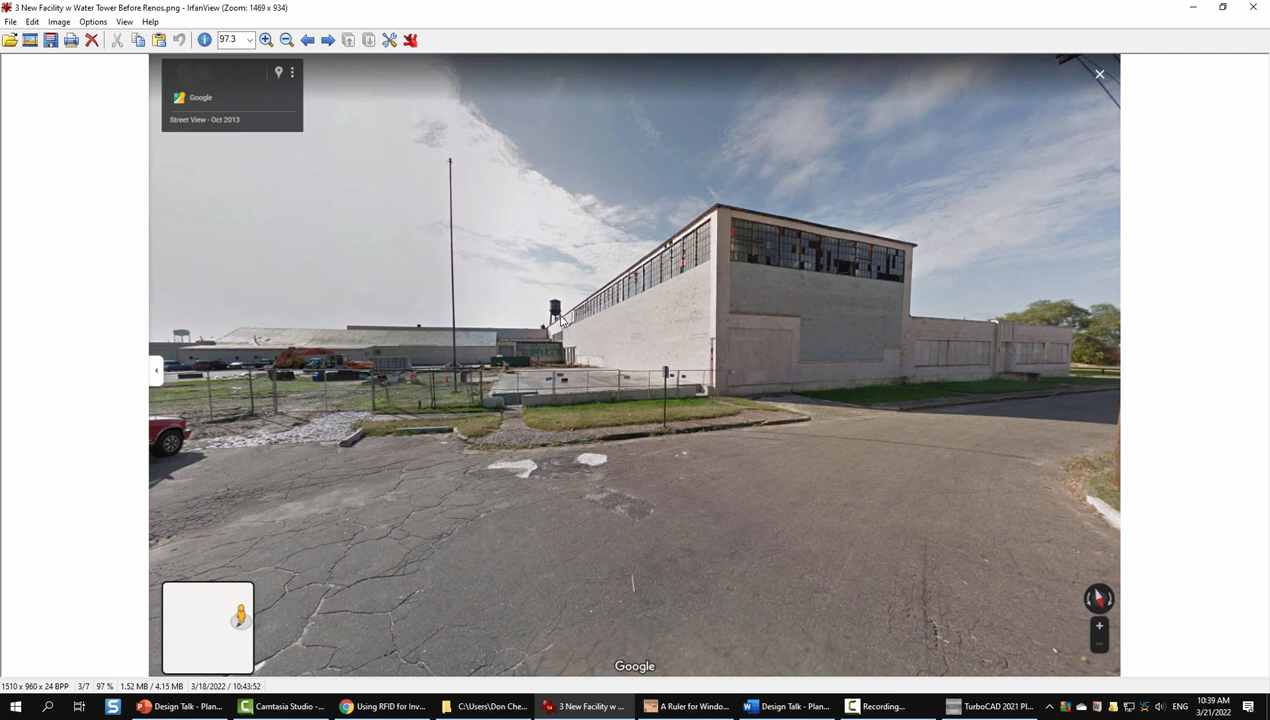 3 New Facility w Water Tower Before Renos.png - IrfanView (Zoom: 1469 x 934)
File Edit Image Options View Help
97.3
Google
Street View - Oct 2013
Google
1510 x 960 x 24 BPP 3/7 97 % 1.52 MB / 4.15 MB 3/18/2022 / 10:43:52
Design Talk - Plan...
Camtasia Studio -...
Using RFID for Inv...
C:\Users\Don Che...
3 New Facility w ...
A Ruler for Windo...
Design Talk - Plan...
Recording...
TurboCAD 2021 Pl...
ENG
10:39 AM
3/21/2022